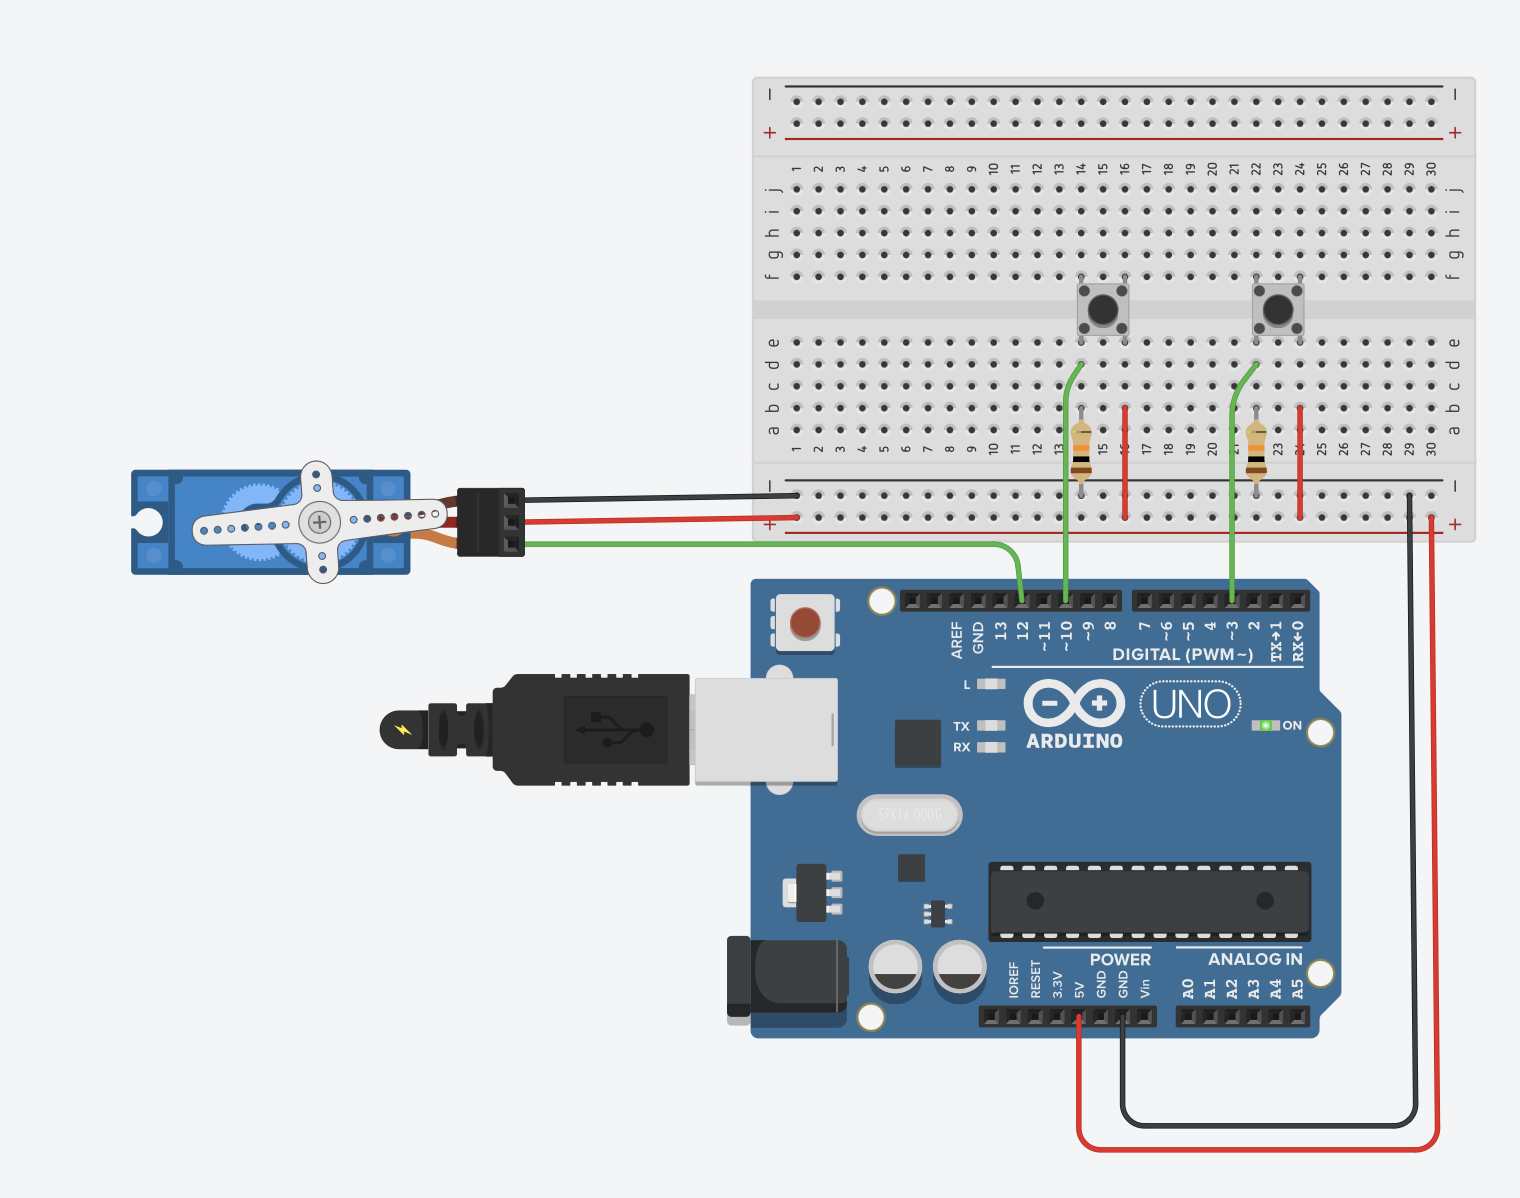 − −
+ +
1 2 3 4 5 6 7 8 9 10 11 12 13 14 15 16 17 18 19 20 21 22 23 24 25 26 27 28 29 30
j j
i i
h h
g g
f f
e e
d d
c c
b b
a a
1 2 3 4 5 6 7 8 9 10 11 12 13 14 15 16 17 18 19 20 21 22 23 24 25 26 27 28 29 30
− −
+ +
AREF GND 13 12 ~11 ~10 ~9 8 7 ~6 ~5 4 ~3 2 TX→1 RX←0
DIGITAL (PWM ~)
L
TX
RX
ARDUINO
UNO
ON
SPK16.000G
POWER ANALOG IN
IOREF RESET 3.3V 5V GND GND Vin A0 A1 A2 A3 A4 A5